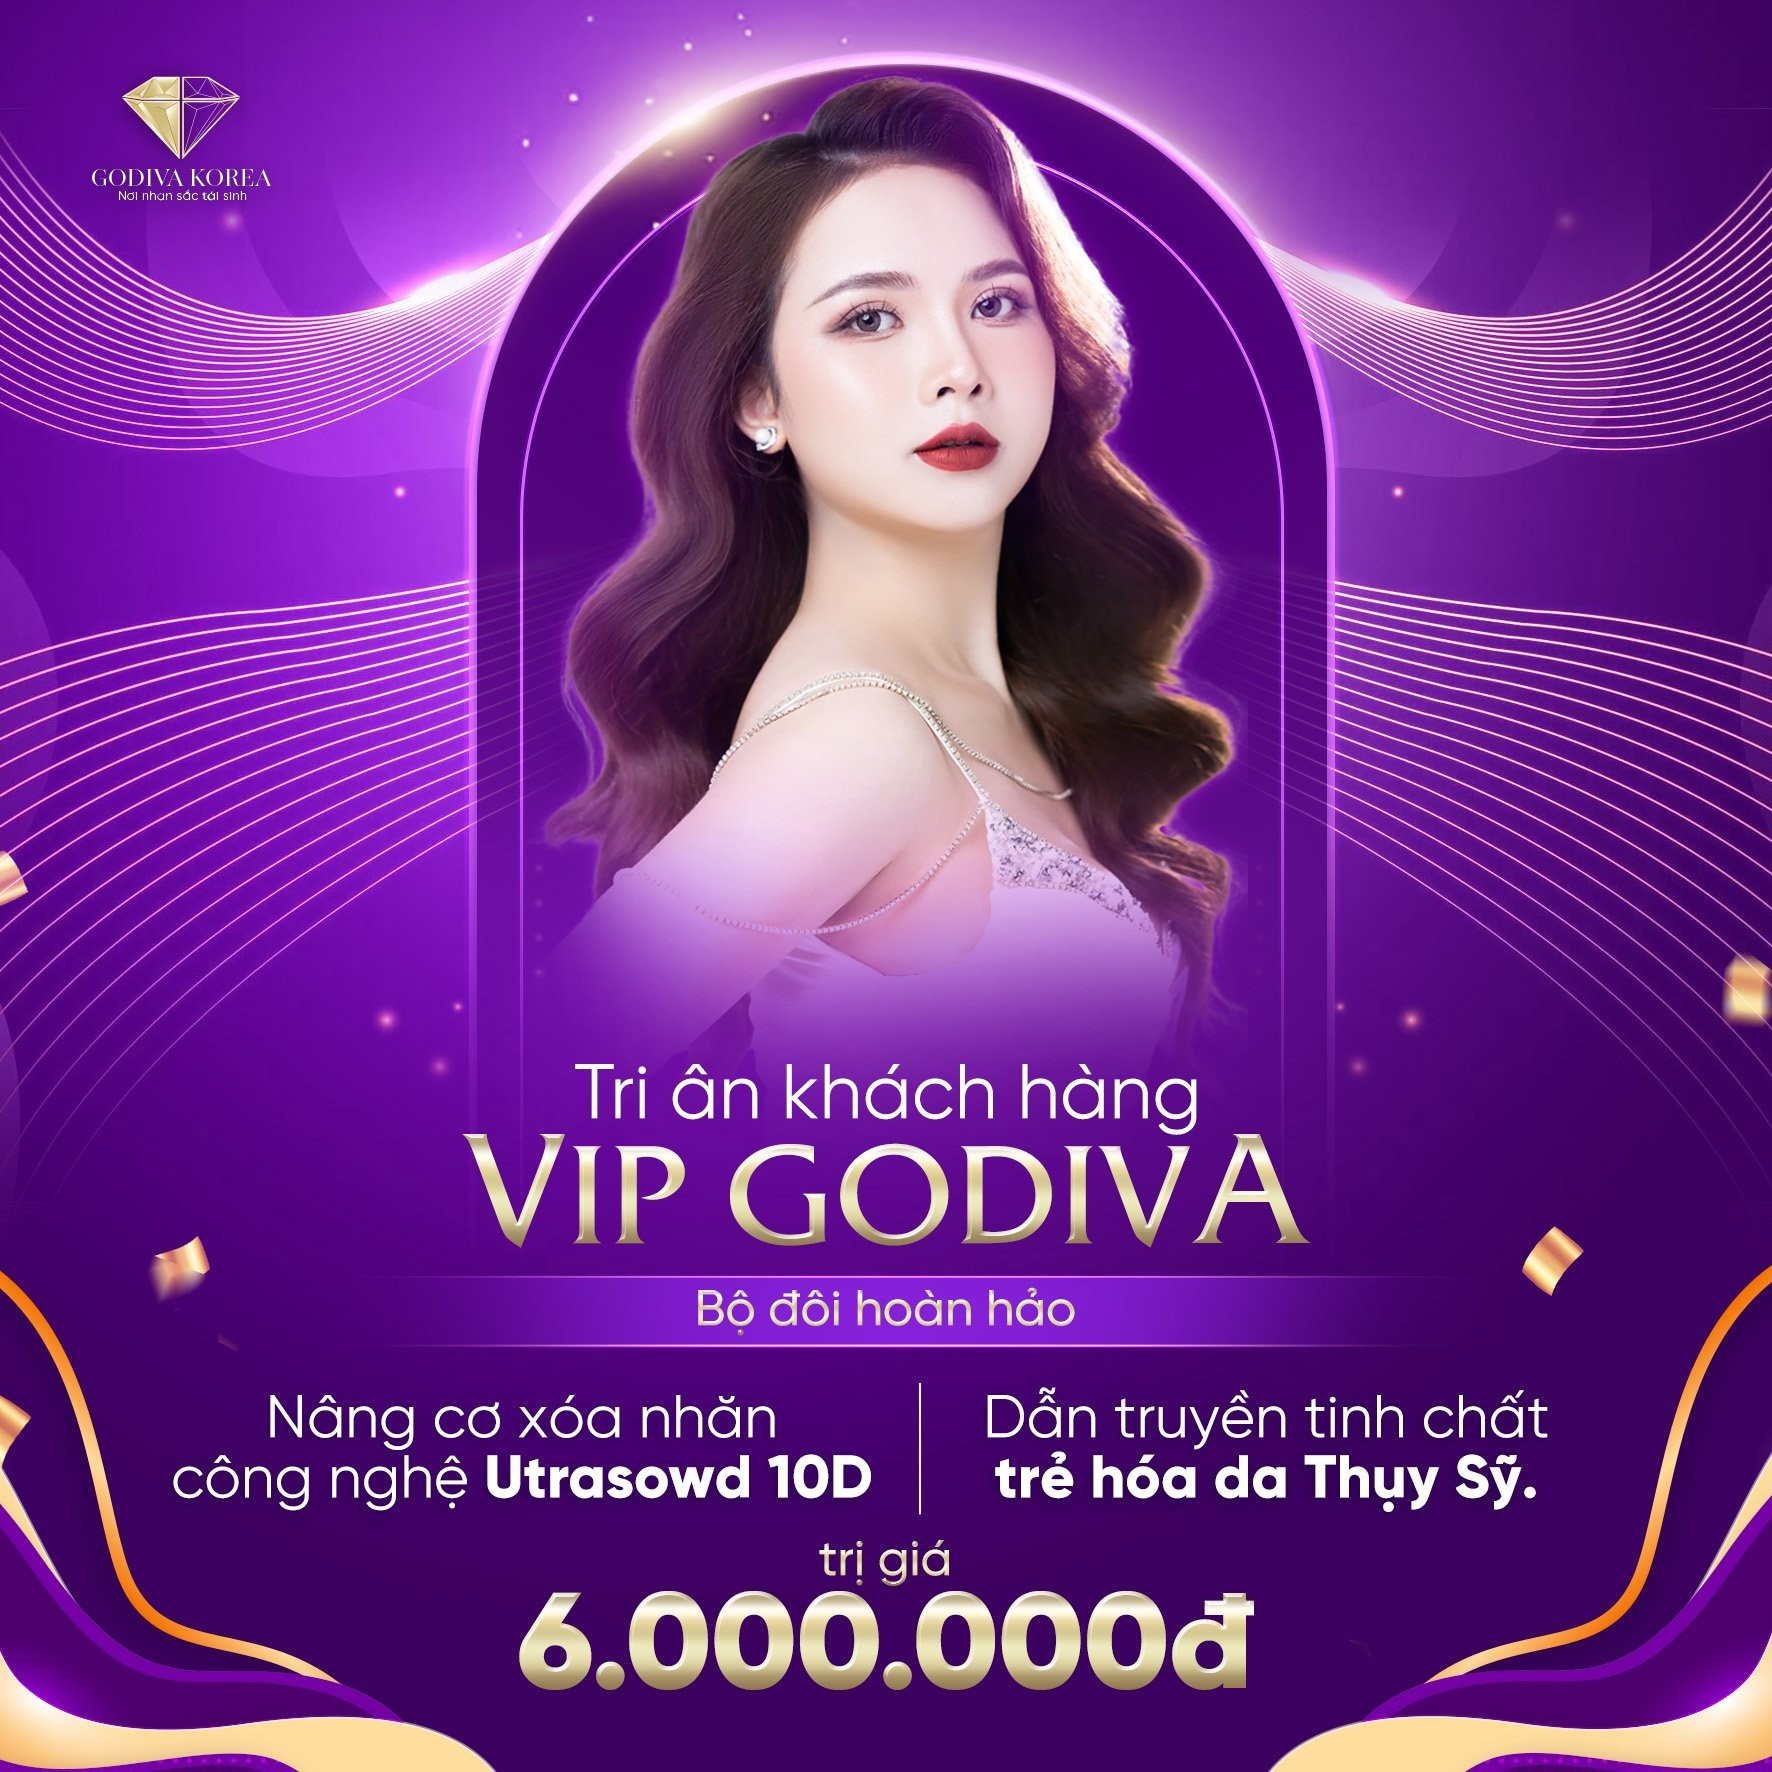 GODIVA KOREA
Nơi nhan sắc tái sinh
Tri ân khách hàng
VIP GODIVA
Bộ đôi hoàn hảo
Nâng cơ xóa nhăn
công nghệ Utrasowd 10D
Dẫn truyền tinh chất
trẻ hóa da Thụy Sỹ.
trị giá
6.000.000đ